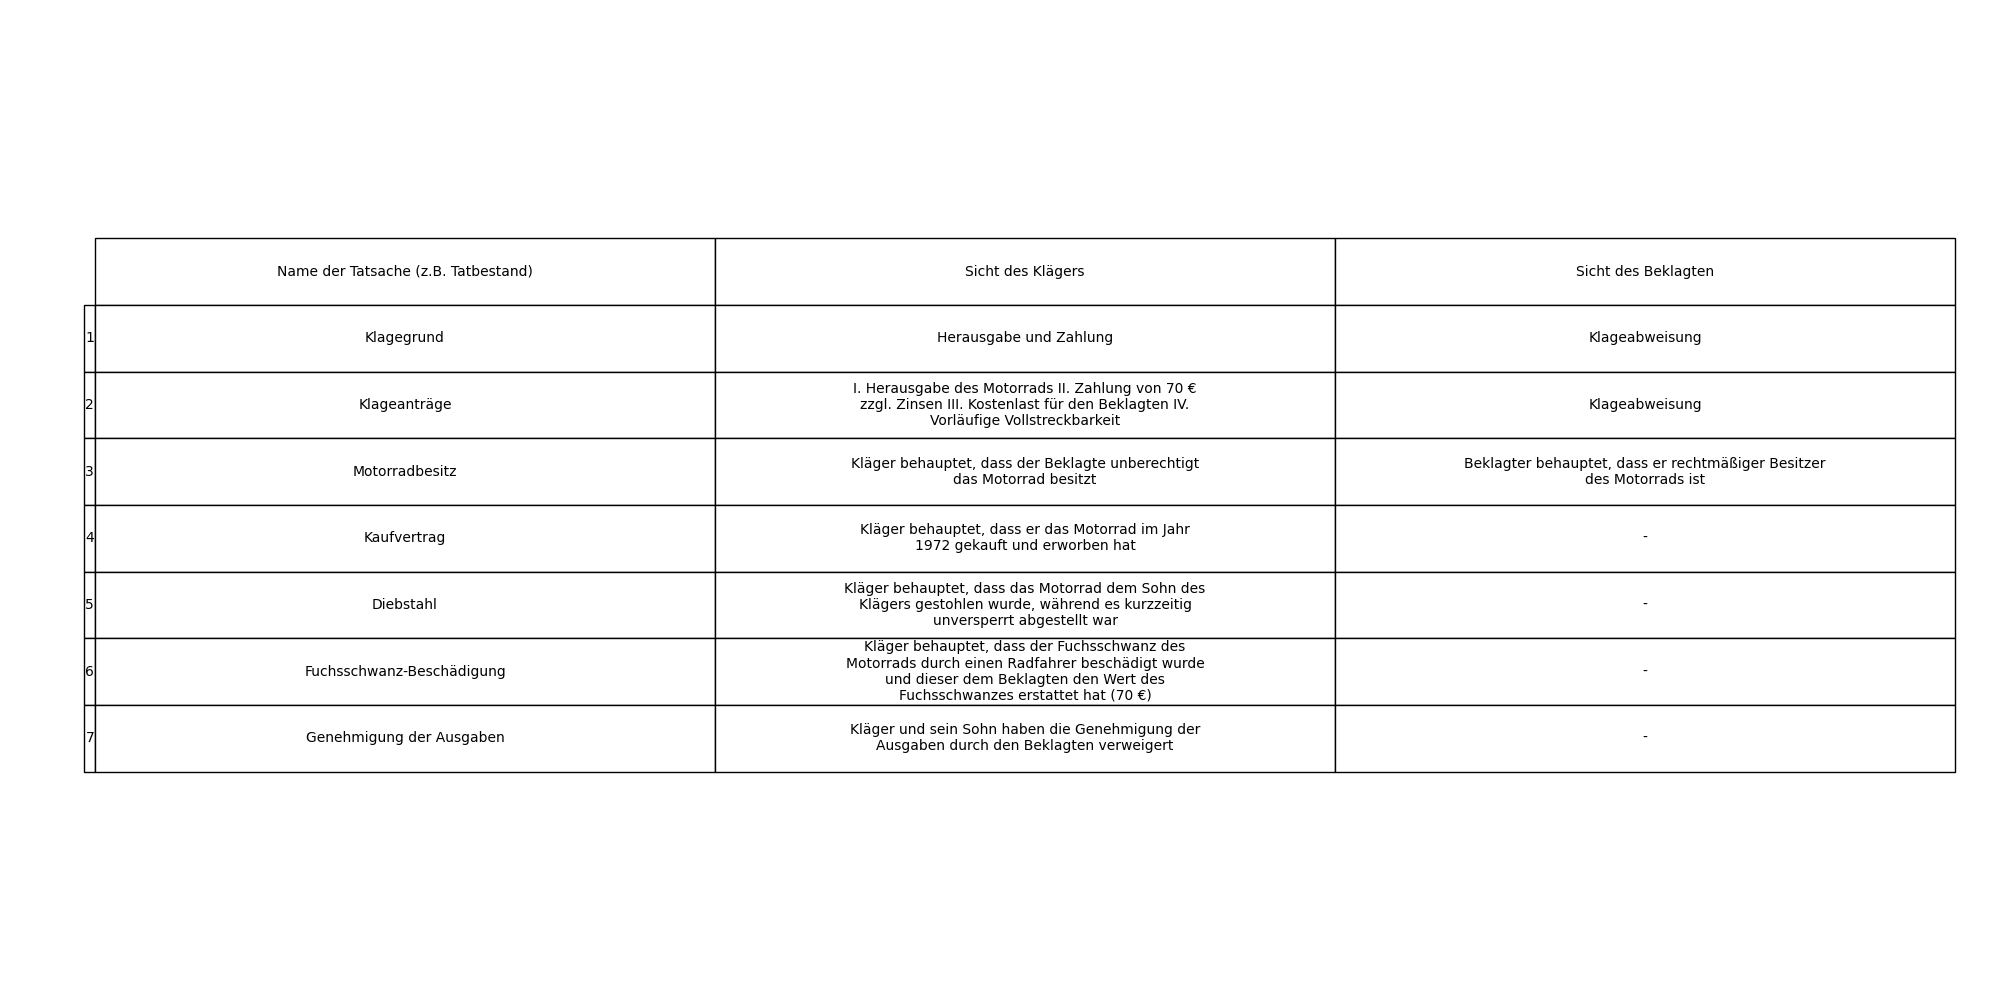 Name der Tatsache (z.B. Tatbestand)
Sicht des Klägers
Sicht des Beklagten
1
Klagegrund
Herausgabe und Zahlung
Klageabweisung
2
Klageanträge
I. Herausgabe des Motorrads II. Zahlung von 70 €
zzgl. Zinsen III. Kostenlast für den Beklagten IV.
Vorläufige Vollstreckbarkeit
Klageabweisung
3
Motorradbesitz
Kläger behauptet, dass der Beklagte unberechtigt
das Motorrad besitzt
Beklagter behauptet, dass er rechtmäßiger Besitzer
des Motorrads ist
4
Kaufvertrag
Kläger behauptet, dass er das Motorrad im Jahr
1972 gekauft und erworben hat
-
5
Diebstahl
Kläger behauptet, dass das Motorrad dem Sohn des
Klägers gestohlen wurde, während es kurzzeitig
unversperrt abgestellt war
-
6
Fuchsschwanz-Beschädigung
Kläger behauptet, dass der Fuchsschwanz des
Motorrads durch einen Radfahrer beschädigt wurde
und dieser dem Beklagten den Wert des
Fuchsschwanzes erstattet hat (70 €)
-
7
Genehmigung der Ausgaben
Kläger und sein Sohn haben die Genehmigung der
Ausgaben durch den Beklagten verweigert
-